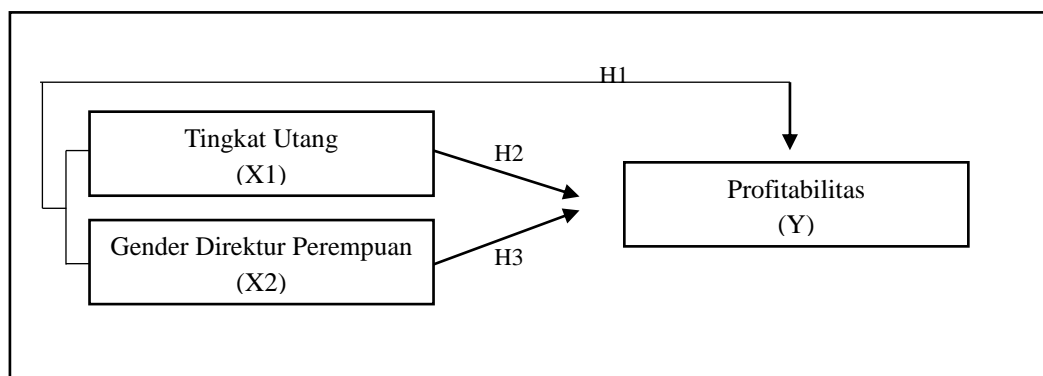 H1
Tingkat Utang
(X1)
H2
Profitabilitas
(Y)
Gender Direktur Perempuan
(X2)
H3